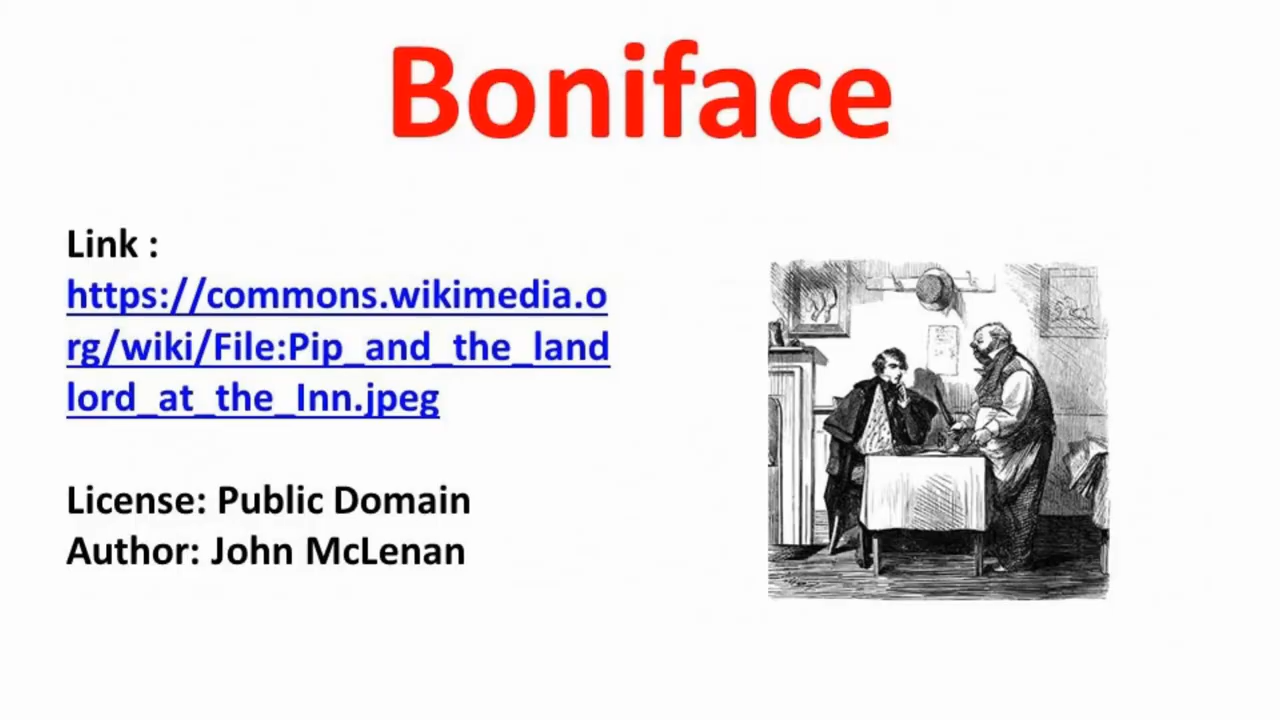 Boniface
Link :
https://commons.wikimedia.o
rg/wiki/File:Pip_and_the_land
lord_at_the_Inn.jpeg
License: Public Domain
Author: John McLenan